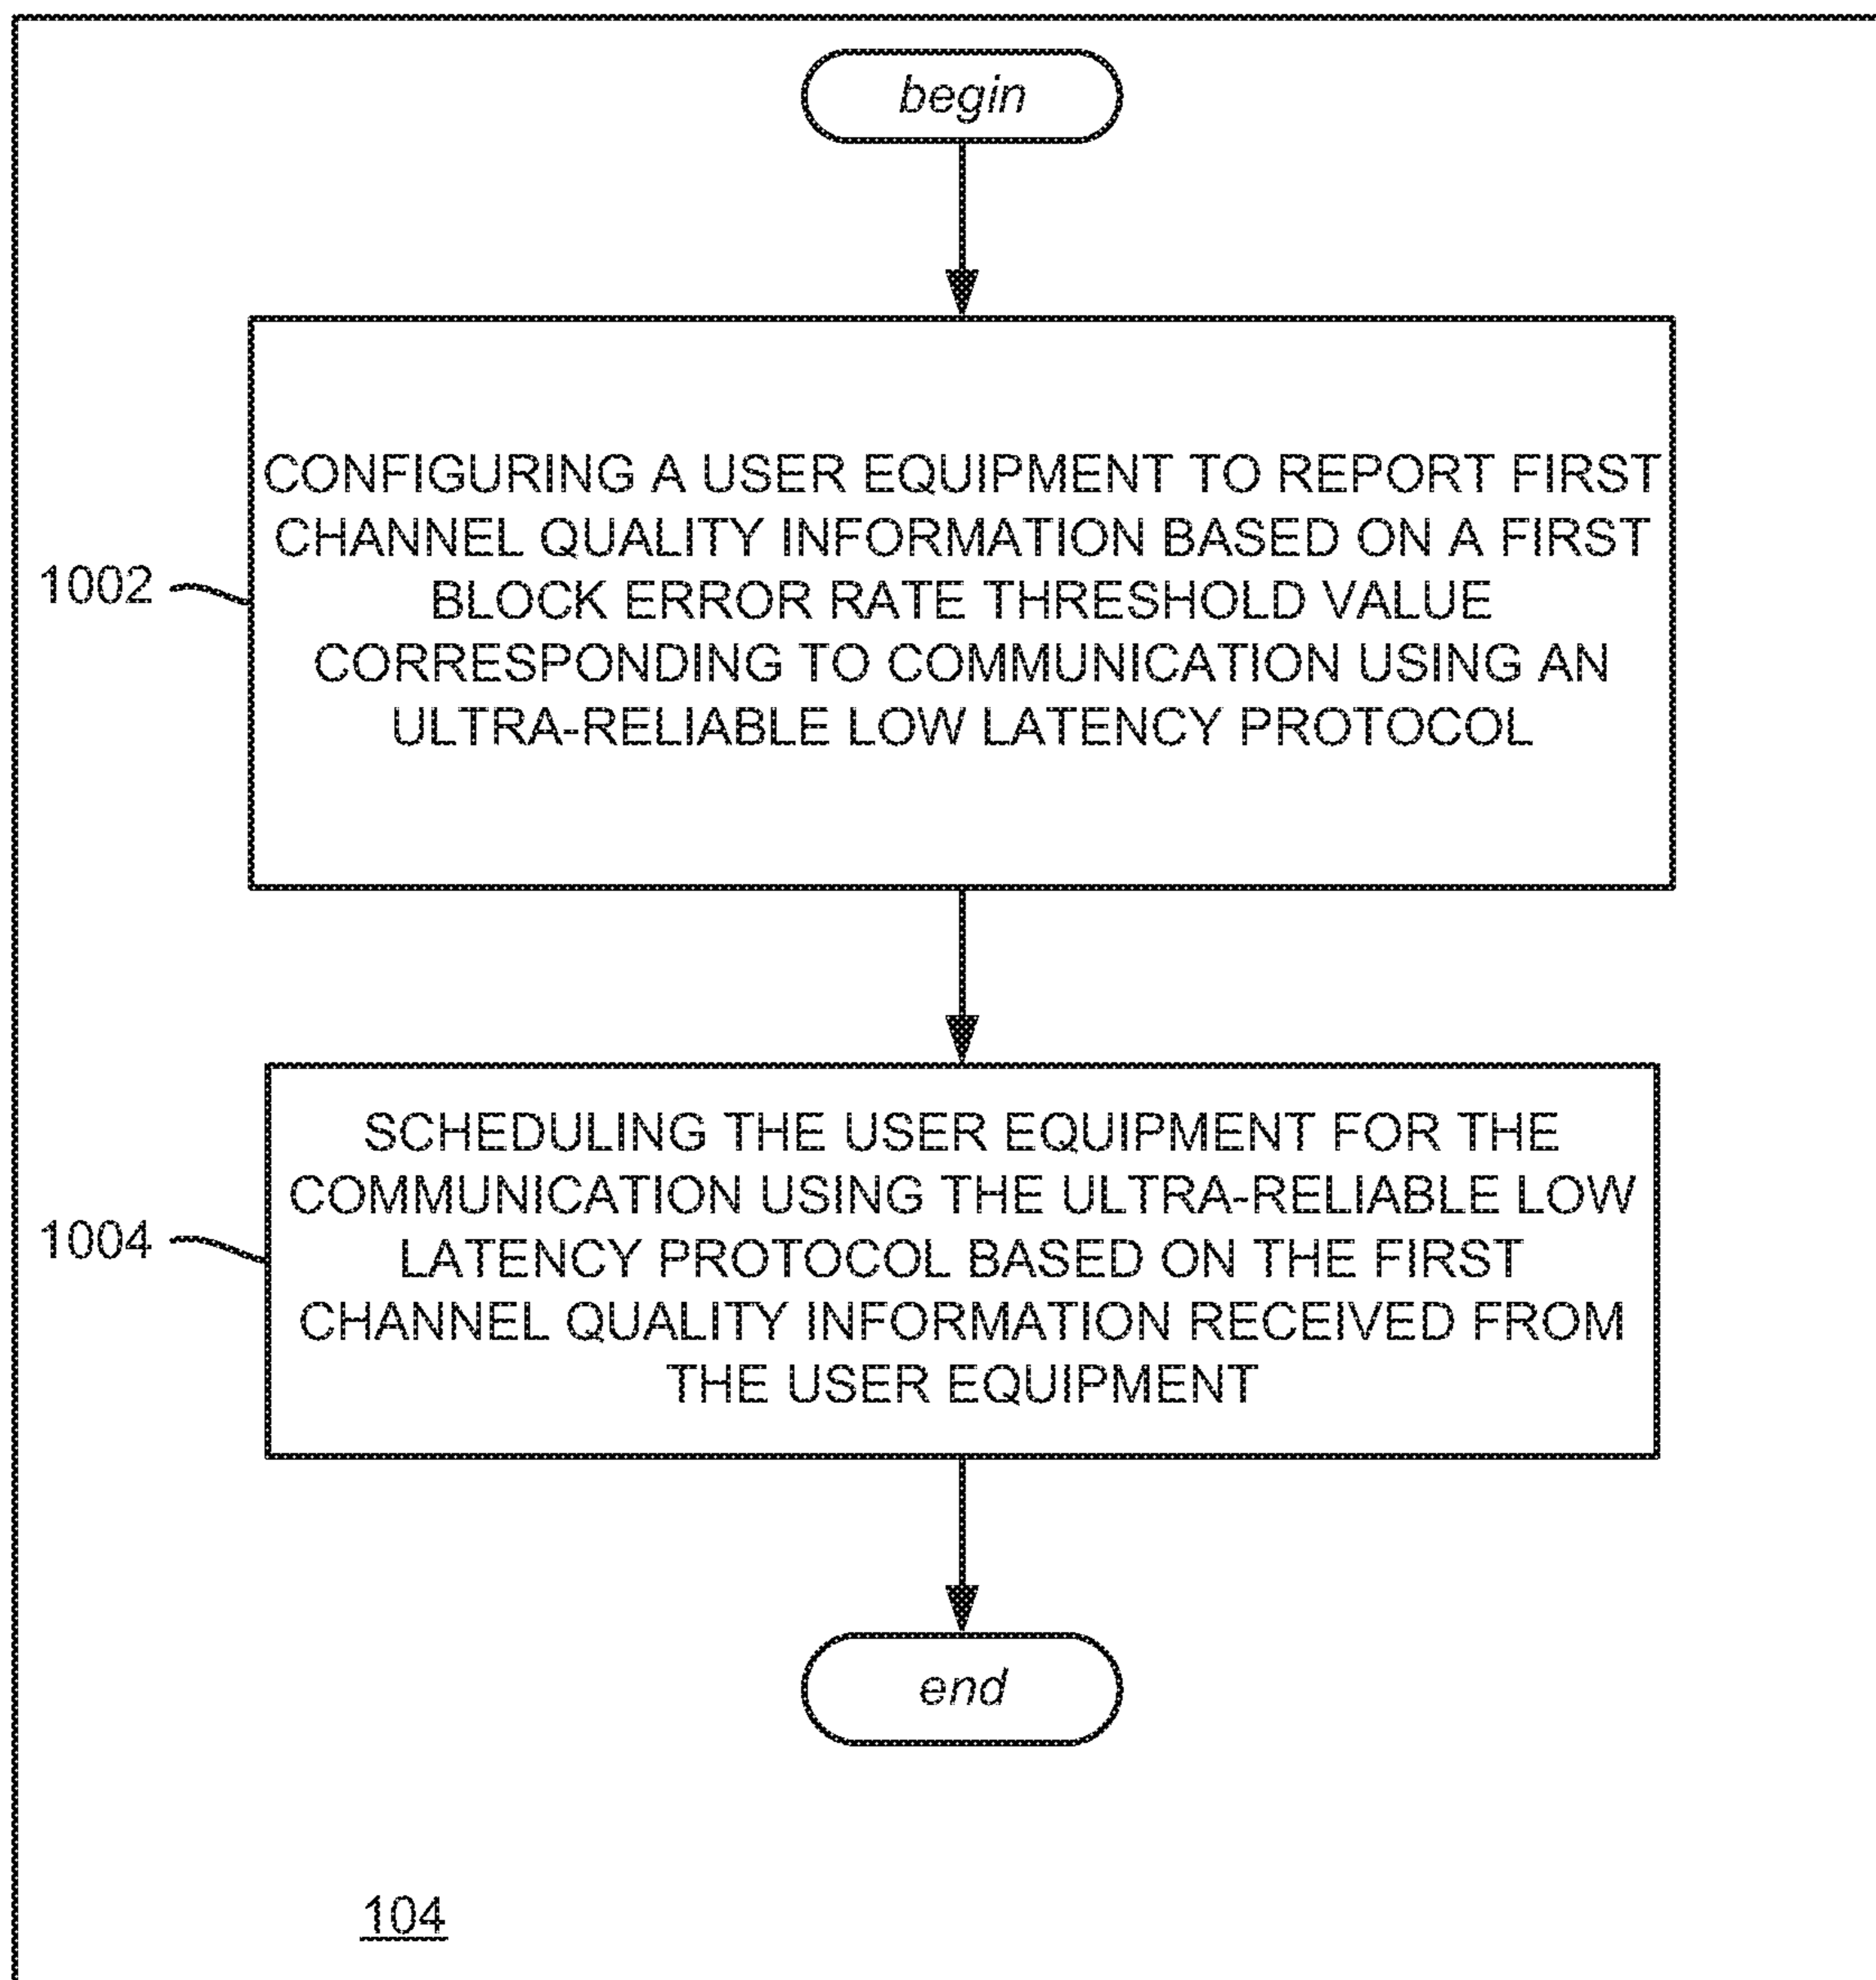 begin
1002
CONFIGURING A USER EQUIPMENT TO REPORT FIRST
CHANNEL QUALITY INFORMATION BASED ON A FIRST
BLOCK ERROR RATE THRESHOLD VALUE
CORRESPONDING TO COMMUNICATION USING AN
ULTRA-RELIABLE LOW LATENCY PROTOCOL
1004
SCHEDULING THE USER EQUIPMENT FOR THE
COMMUNICATION USING THE ULTRA-RELIABLE LOW
LATENCY PROTOCOL BASED ON THE FIRST
CHANNEL QUALITY INFORMATION RECEIVED FROM
THE USER EQUIPMENT
end
104